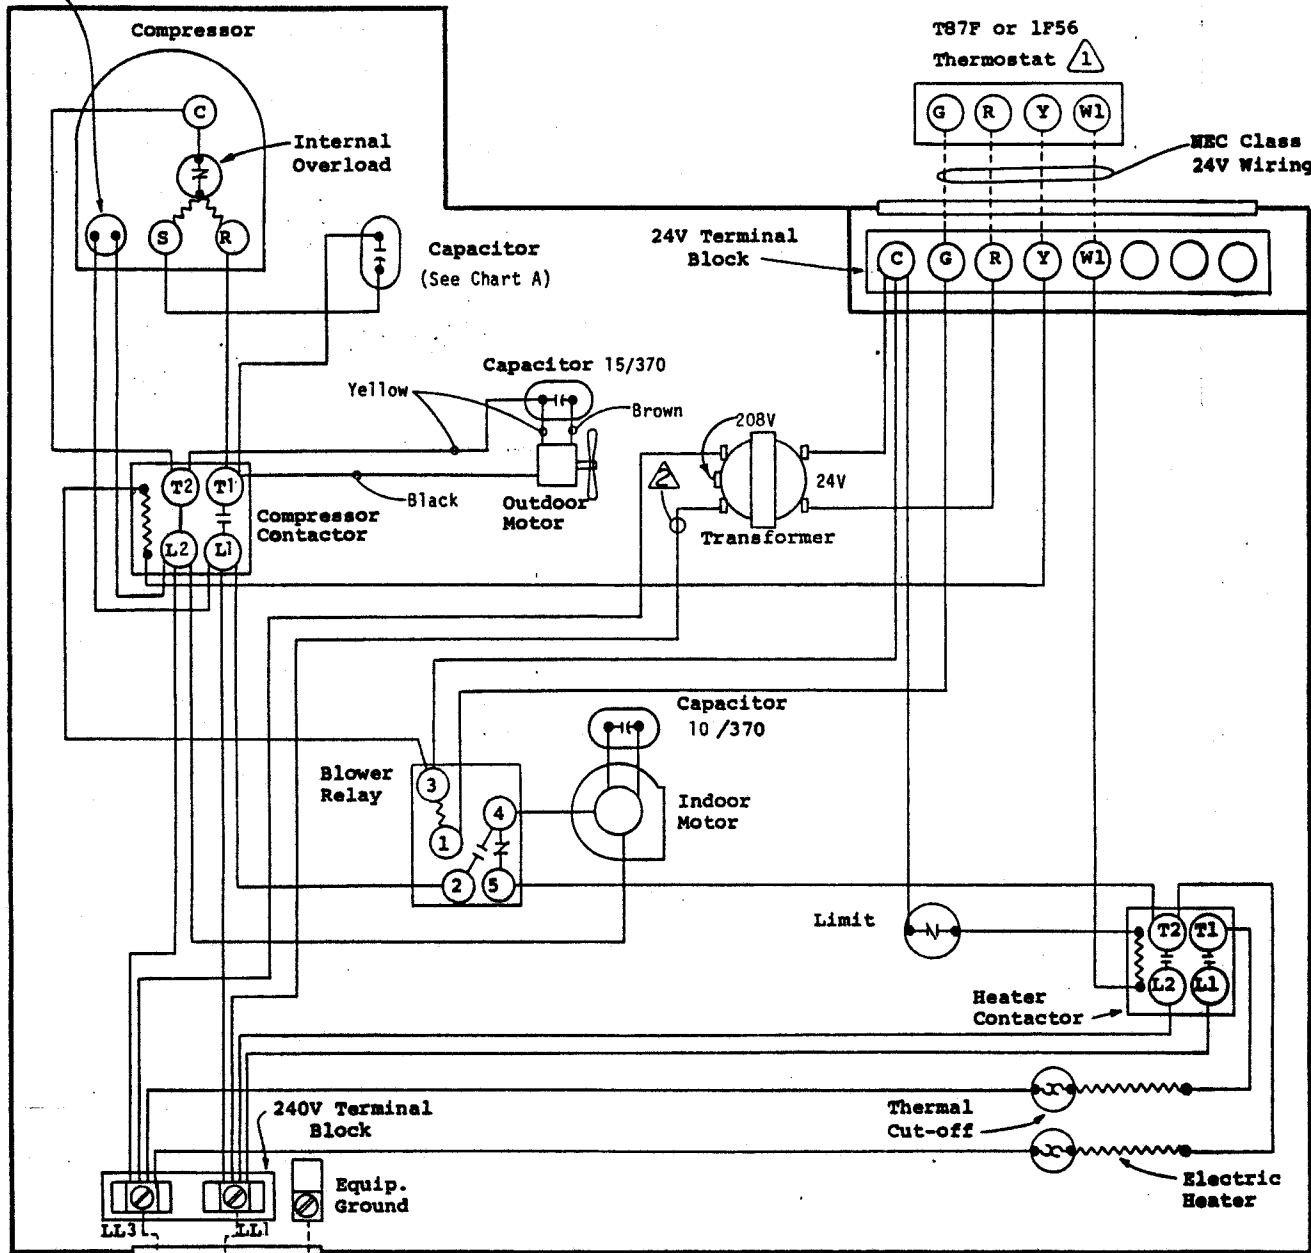 Compressor
C
Internal
Overload
S
R
Capacitor
(See Chart A)
T87F or 1F56
Thermostat 1
G R Y W1
NEC Class
24V Wiring
24V Terminal
Block
C G R Y W1
Capacitor 15/370
Yellow
Brown
208V
2
24V
Transformer
Black
Outdoor
Motor
T2 T1
L2 L1
Compressor
Contactor
Capacitor
10 /370
Blower
Relay
3
4
1
2 5
Indoor
Motor
Limit
T2 T1
L2 L1
Heater
Contactor
Thermal
Cut-off
Electric
Heater
240V Terminal
Block
Equip.
Ground
LL3
LL1